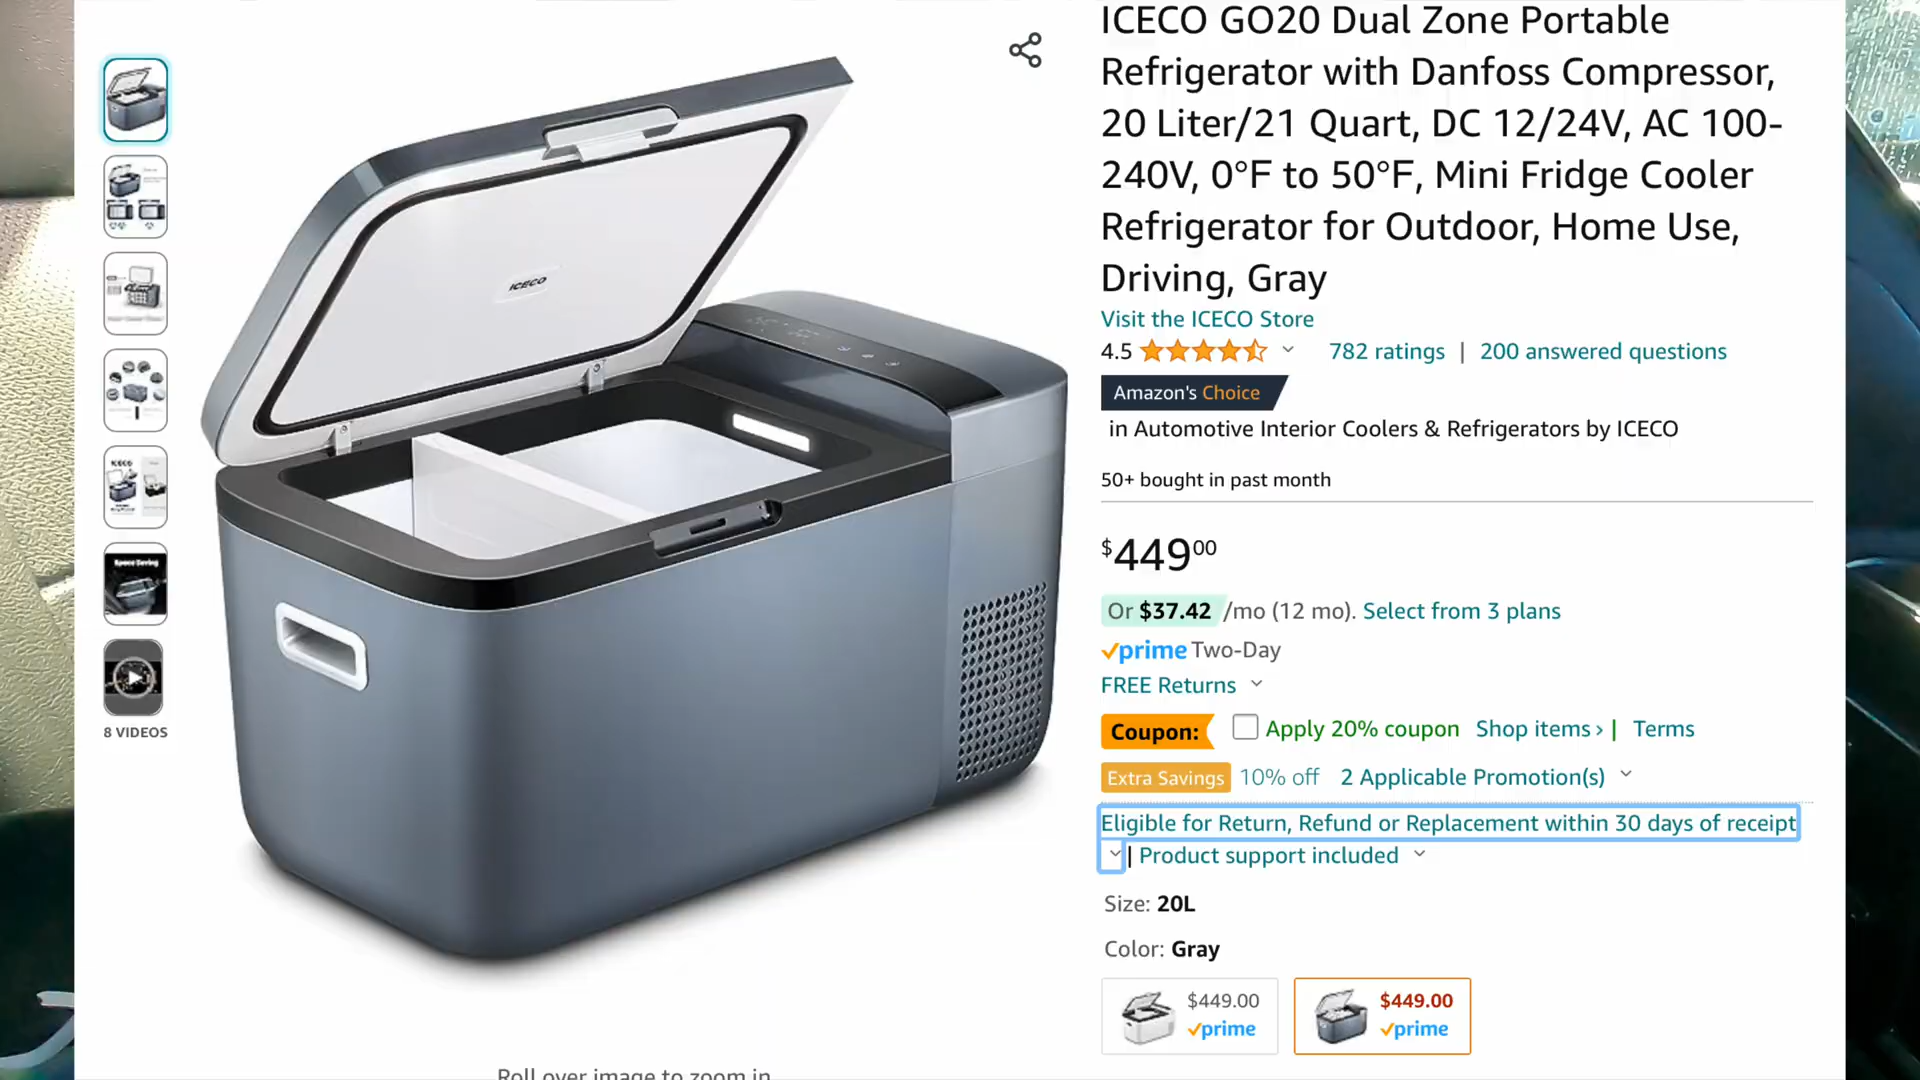 ICECO GO20 Dual Zone Portable
Refrigerator with Danfoss Compressor,
20 Liter/21 Quart, DC 12/24V, AC 100-
240V, 0°F to 50°F, Mini Fridge Cooler
Refrigerator for Outdoor, Home Use,
Driving, Gray
Visit the ICECO Store
4.5
782 ratings | 200 answered questions
Amazon's Choice
in Automotive Interior Coolers & Refrigerators by ICECO
50+ bought in past month
$449 00
Or $37.42 /mo (12 mo). Select from 3 plans
prime Two-Day
FREE Returns
Coupon: Apply 20% coupon Shop items › | Terms
Extra Savings 10% off 2 Applicable Promotion(s)
Eligible for Return, Refund or Replacement within 30 days of receipt
| Product support included
Size: 20L
Color: Gray
$449.00
prime
$449.00
prime
ICECO
ICECO
Space Saving
8 VIDEOS
Roll over image to zoom in